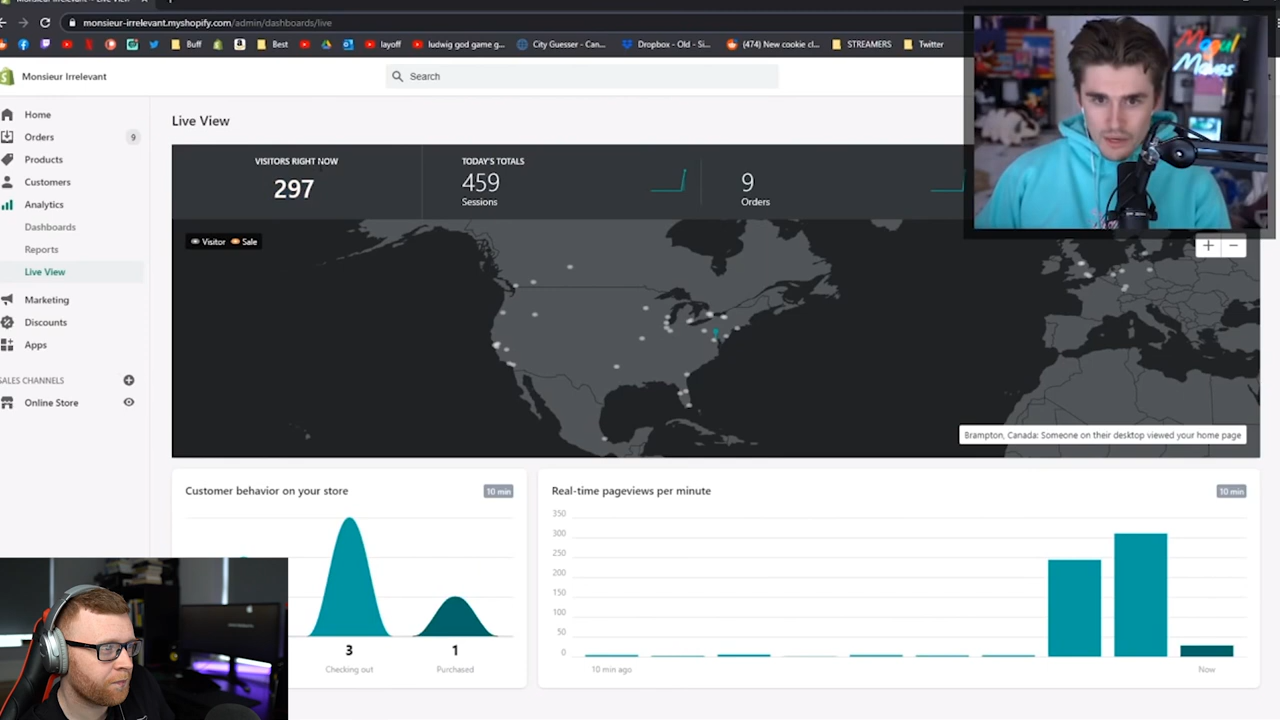 monsieur-irrelevant.myshopify.com/admin/dashboards/live
Buff
Best
layoff
ludwig god game g...
City Guesser - Can...
Dropbox - Old - Si...
(474) New cookie cl...
STREAMERS
Twitter
Monsieur Irrelevant
Search
Mogul
Moves
Home
Orders
9
Products
Customers
Analytics
Dashboards
Reports
Live View
Marketing
Discounts
Apps
SALES CHANNELS
Online Store
Live View
VISITORS RIGHT NOW
297
TODAY'S TOTALS
459
Sessions
9
Orders
Visitor
Sale
+
−
Brampton, Canada: Someone on their desktop viewed your home page
Customer behavior on your store
10 min
3
Checking out
1
Purchased
Real-time pageviews per minute
10 min
350
300
250
200
150
100
50
0
10 min ago
Now